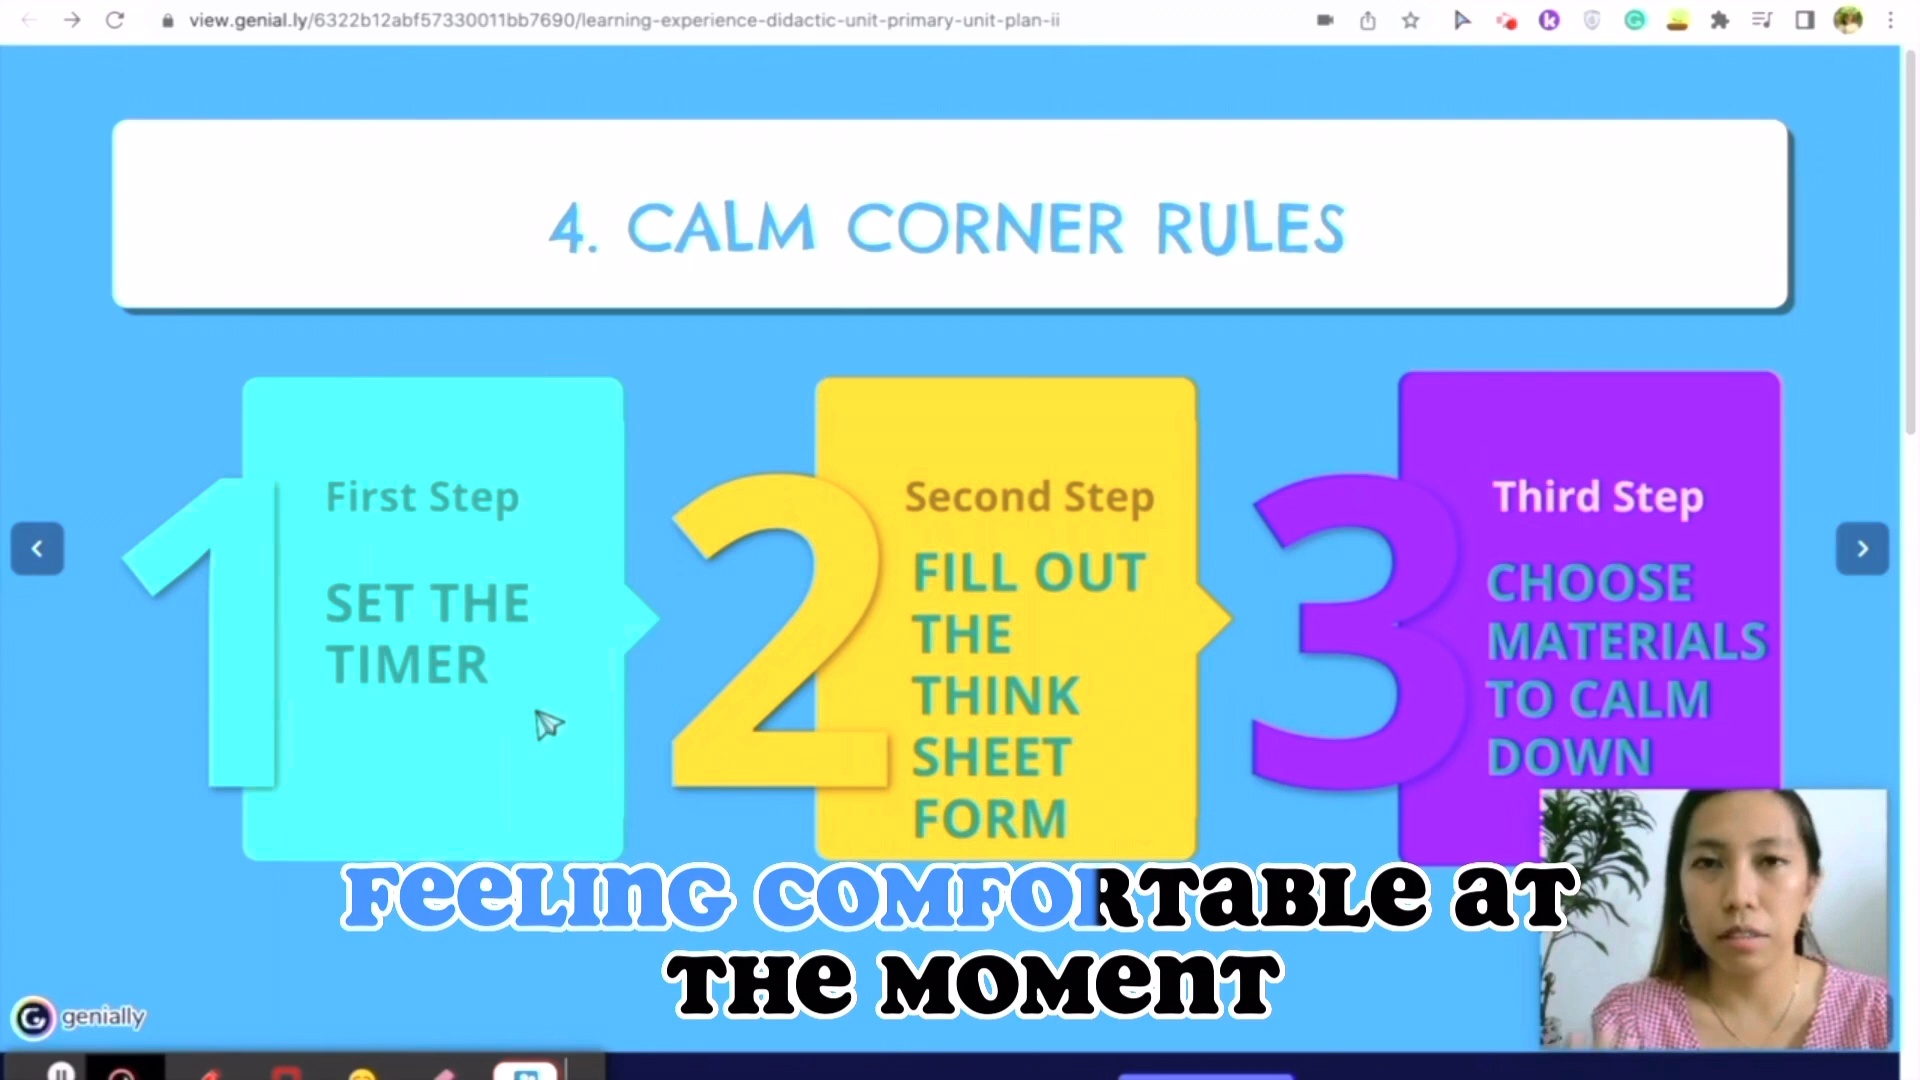 view.genial.ly/6322b12abf57330011bb7690/learning-experience-didactic-unit-primary-unit-plan-ii
4. CALM CORNER RULES
1
First Step
SET THE
TIMER
2
Second Step
FILL OUT
THE
THINK
SHEET
FORM
3
Third Step
CHOOSE
MATERIALS
TO CALM
DOWN
FEELING COMFORTABLE AT
THE MOMENT
genially